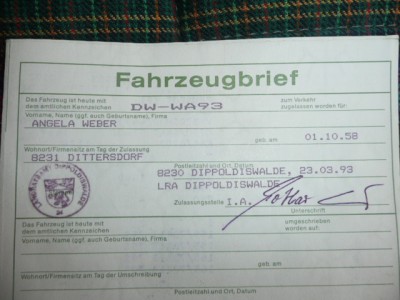 Fahrzeugbrief
Das Fahrzeug ist heute mit
dem amtlichen Kennzeichen
DW-WA93
zum Verkehr
zugelassen worden für:
Vorname, Name (ggf. auch Geburtsname), Firma
ANGELA WEBER
geb. am
01.10.58
Wohnort/Firmensitz am Tag der Zulassung
8231 DITTERSDORF
Postleitzahl und Ort, Datum
8230 DIPPOLDISWALDE, 23.03.93
LRA DIPPOLDISWALDE
Zulassungsstelle I.A.
Unterschrift
DIPPOLDISWALDE
Das Fahrzeug ist heute mit
dem amtlichen Kennzeichen
umgeschrieben
worden auf:
Vorname, Name (ggf. auch Geburtsname), Firma
geb. am
Wohnort/Firmensitz am Tag der Umschreibung
Postleitzahl und Ort, Datum